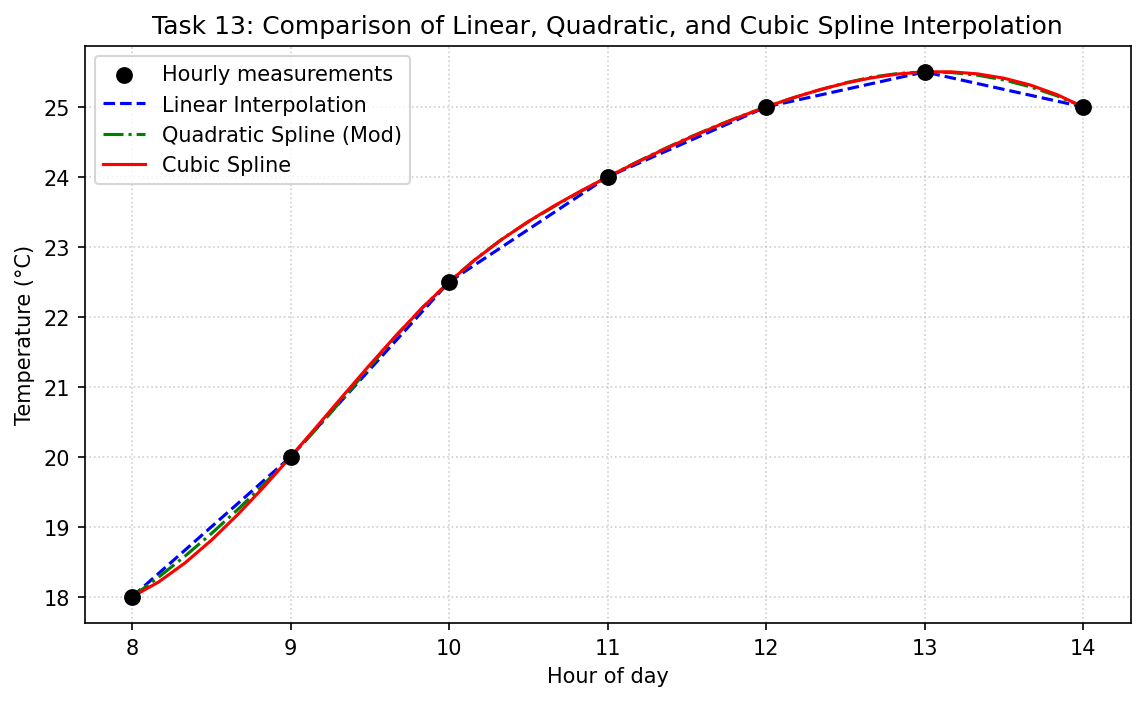 Task 13: Comparison of Linear, Quadratic, and Cubic Spline Interpolation
Hourly measurements
Linear Interpolation
Quadratic Spline (Mod)
Cubic Spline
Temperature (°C)
25
24
23
22
21
20
19
18
8 9 10 11 12 13 14
Hour of day